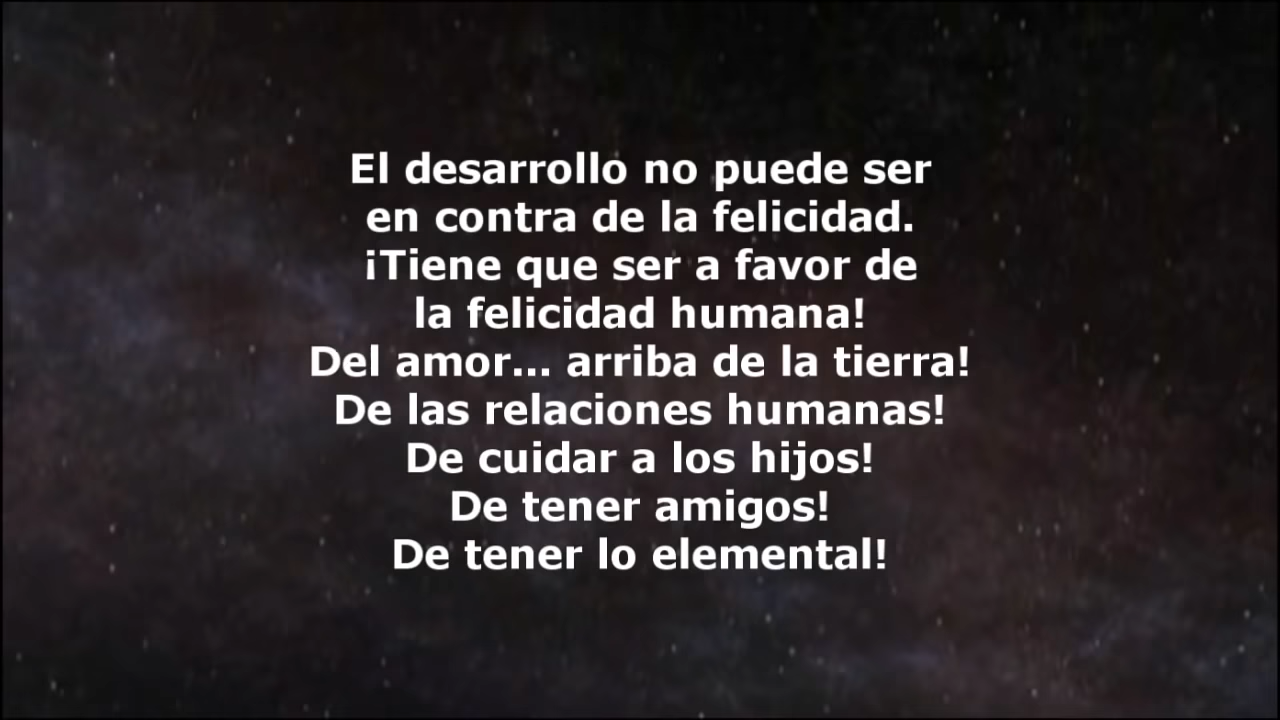 El desarrollo no puede ser
en contra de la felicidad.
¡Tiene que ser a favor de
la felicidad humana!
Del amor... arriba de la tierra!
De las relaciones humanas!
De cuidar a los hijos!
De tener amigos!
De tener lo elemental!